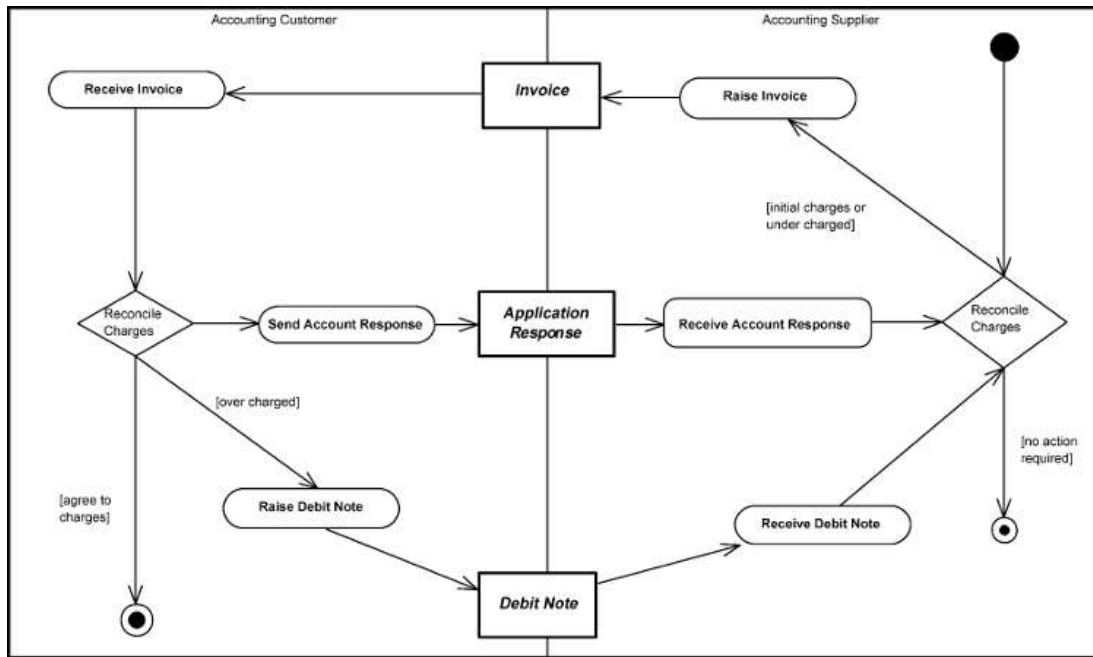 Accounting Customer
Accounting Supplier
Receive Invoice
Invoice
Raise Invoice
[initial charges or
under charged]
Reconcile
Charges
Send Account Response
Application
Response
Receive Account Response
Reconcile
Charges
[over charged]
[no action
required]
[agree to
charges]
Raise Debit Note
Receive Debit Note
Debit Note